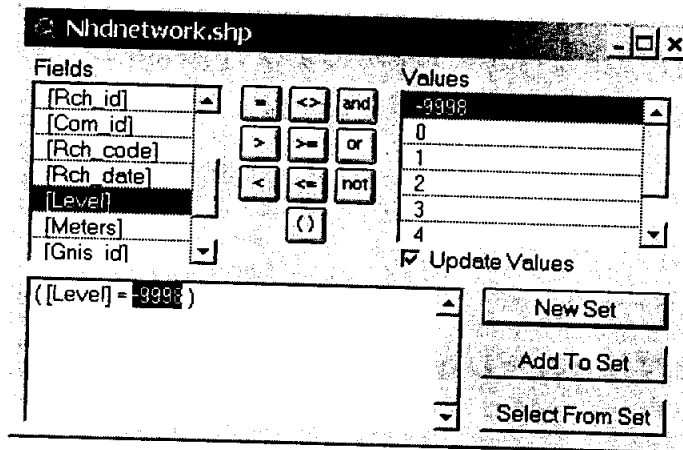 Nhdnetwork.shp
Fields
Values
[Rch_id]
[Com_id]
[Rch_code]
[Rch_date]
[Level]
[Meters]
[Gnis_id]
= <> and
> >= or
< <= not
()
-9998
0
1
2
3
4
Update Values
([Level] = -9998 )
New Set
Add To Set
Select From Set